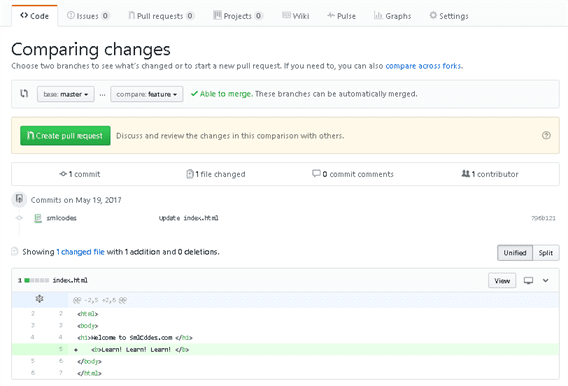 Code Issues 0 Pull requests 0 Projects 0 Wiki Pulse Graphs Settings
Comparing changes
Choose two branches to see what's changed or to start a new pull request. If you need to, you can also compare across forks.
base: master ... compare: feature Able to merge. These branches can be automatically merged.
Create pull request Discuss and review the changes in this comparison with others.
1 commit 1 file changed 0 commit comments 1 contributor
Commits on May 19, 2017
smlcodes Update index.html 796b121
Showing 1 changed file with 1 addition and 0 deletions.
Unified Split
1 index.html View
@@ -2,5 +2,6 @@
2 2 <html>
3 3 <body>
4 4 <h1>Welcome to SmlCddes.com </h1>
5 + <b>Learn! Learn! Learn! </b>
5 6 </body>
6 7 </html>